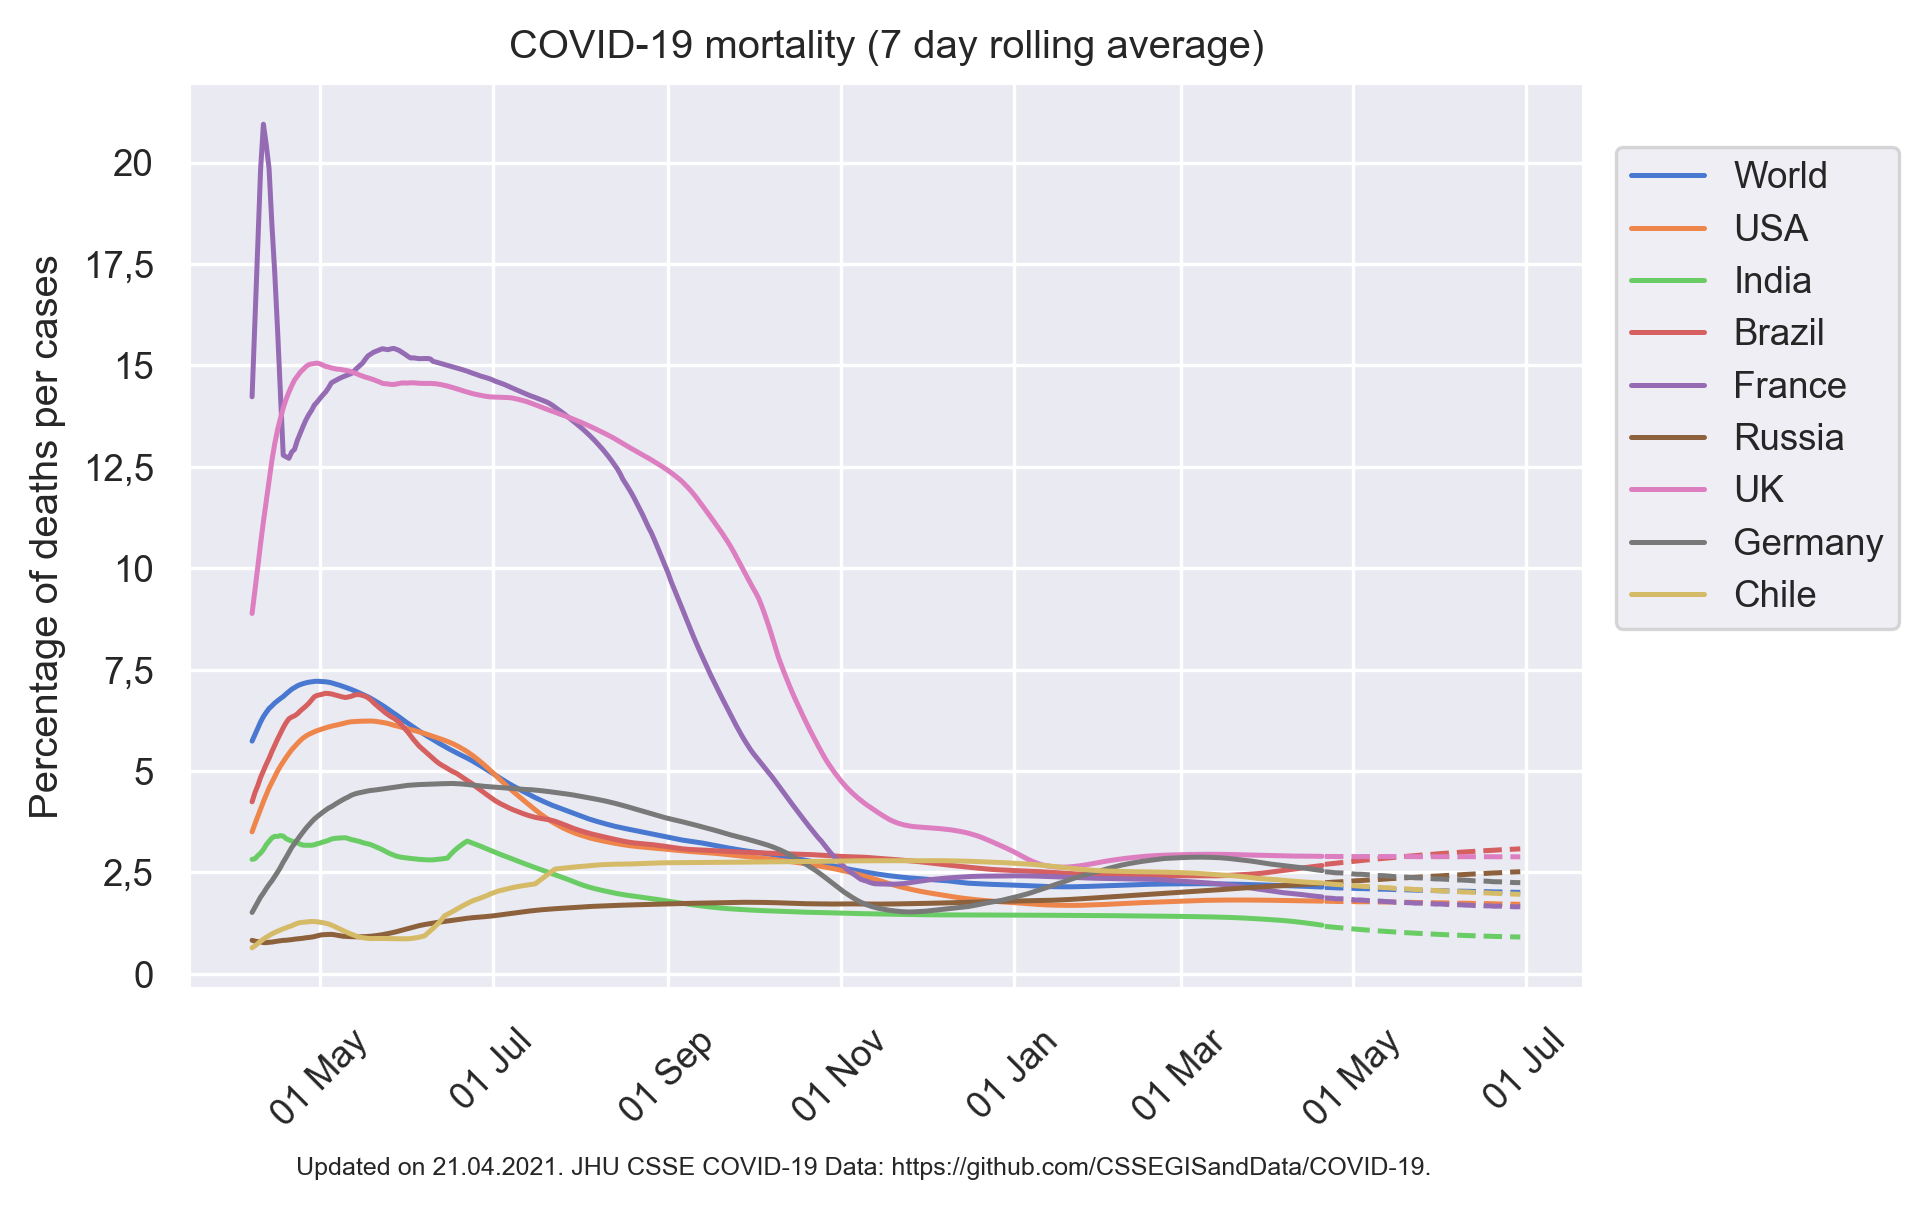 COVID-19 mortality (7 day rolling average)
Percentage of deaths per cases
20
17,5
15
12,5
10
7,5
5
2,5
0
01 May
01 Jul
01 Sep
01 Nov
01 Jan
01 Mar
01 May
01 Jul
World
USA
India
Brazil
France
Russia
UK
Germany
Chile
Updated on 21.04.2021. JHU CSSE COVID-19 Data: https://github.com/CSSEGISandData/COVID-19.